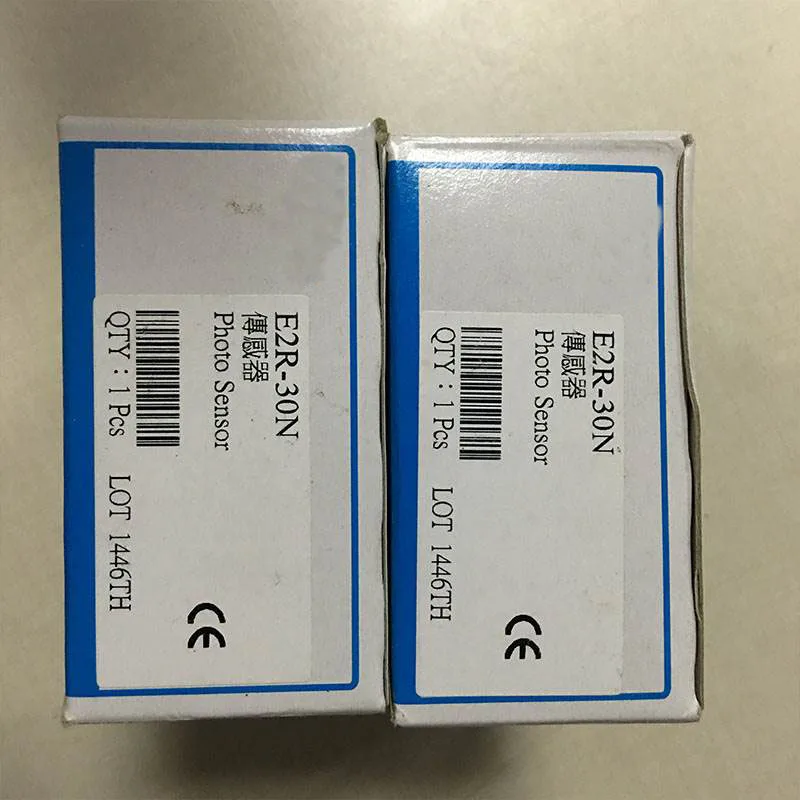 E2R-30N
傳感器
Photo Sensor
QTY : 1 Pcs LOT 1446TH
CE
E2R-30N
傳感器
Photo Sensor
QTY : 1 Pcs LOT 1446TH
CE